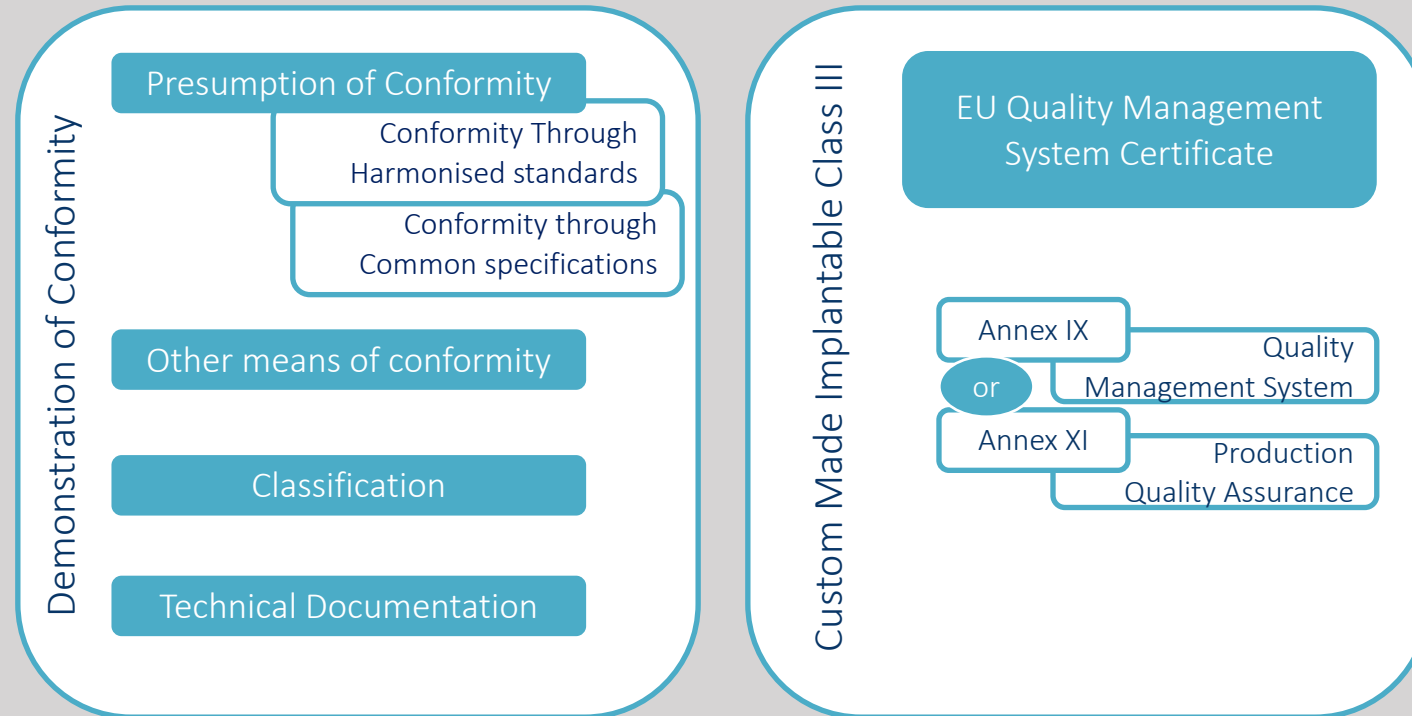 Demonstration of Conformity
Presumption of Conformity
Conformity Through
Harmonised standards
Conformity through
Common specifications
Other means of conformity
Classification
Technical Documentation
Custom Made Implantable Class III
EU Quality Management
System Certificate
Annex IX
Quality
Management System
or
Annex XI
Production
Quality Assurance